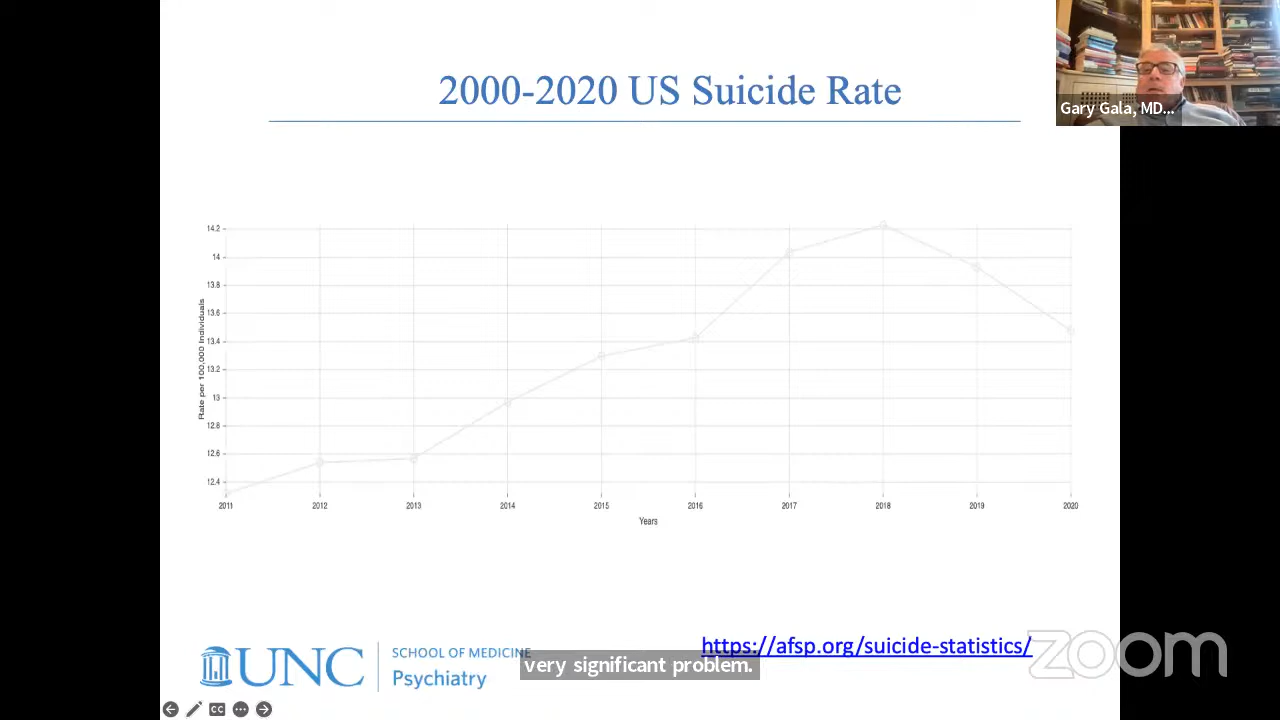 2000-2020 US Suicide Rate
Gary Gala, MD...
14.2
14
13.8
13.6
13.4
13.2
13
12.8
12.6
12.4
Rate per 100,000 Individuals
2011 2012 2013 2014 2015 2016 2017 2018 2019 2020
Years
https://afsp.org/suicide-statistics/
zoom
UNC SCHOOL OF MEDICINE
Psychiatry
very significant problem.
CC